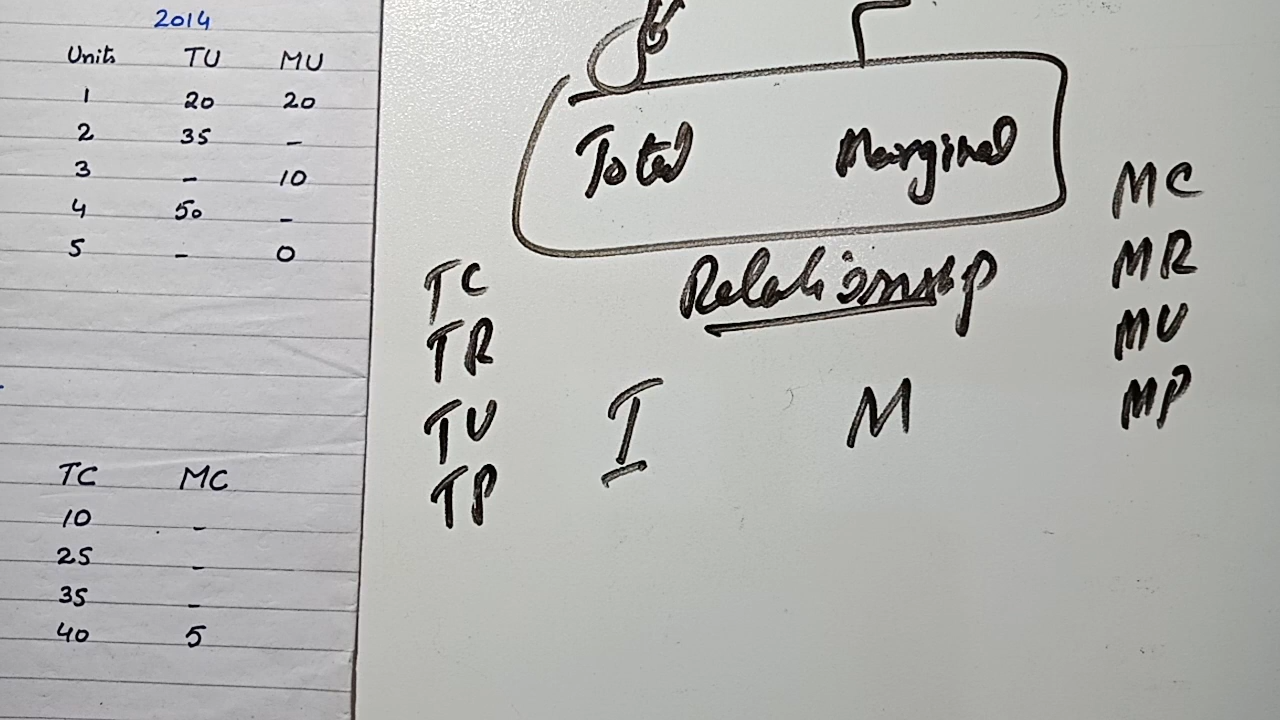 2014
Units TU MU
1 20 20
2 35 -
3 - 10
4 50 -
5 - 0
TC MC
10 -
25 -
35 -
40 5
Total Marginal
Relationship
TC
TR
TU
TP
T M
MC
MR
MU
MP